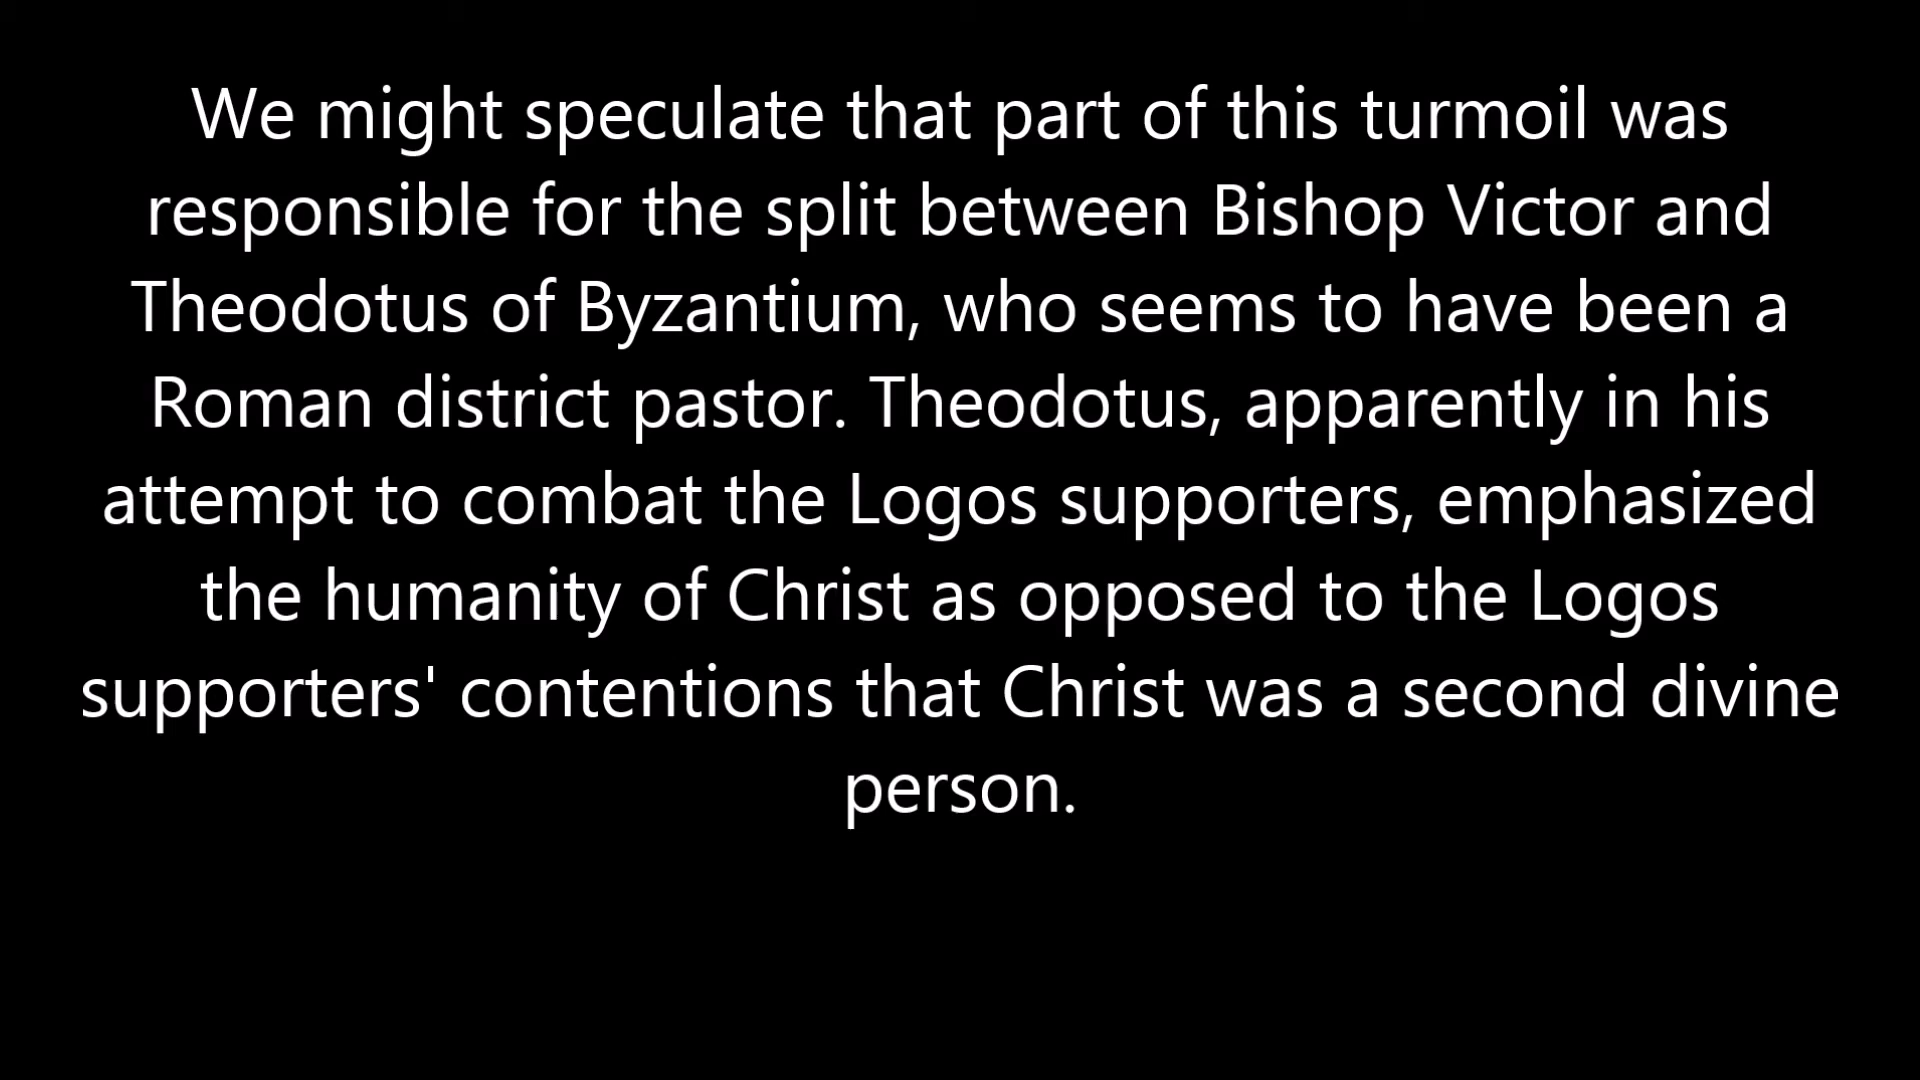 We might speculate that part of this turmoil was
responsible for the split between Bishop Victor and
Theodotus of Byzantium, who seems to have been a
Roman district pastor. Theodotus, apparently in his
attempt to combat the Logos supporters, emphasized
the humanity of Christ as opposed to the Logos
supporters' contentions that Christ was a second divine
person.